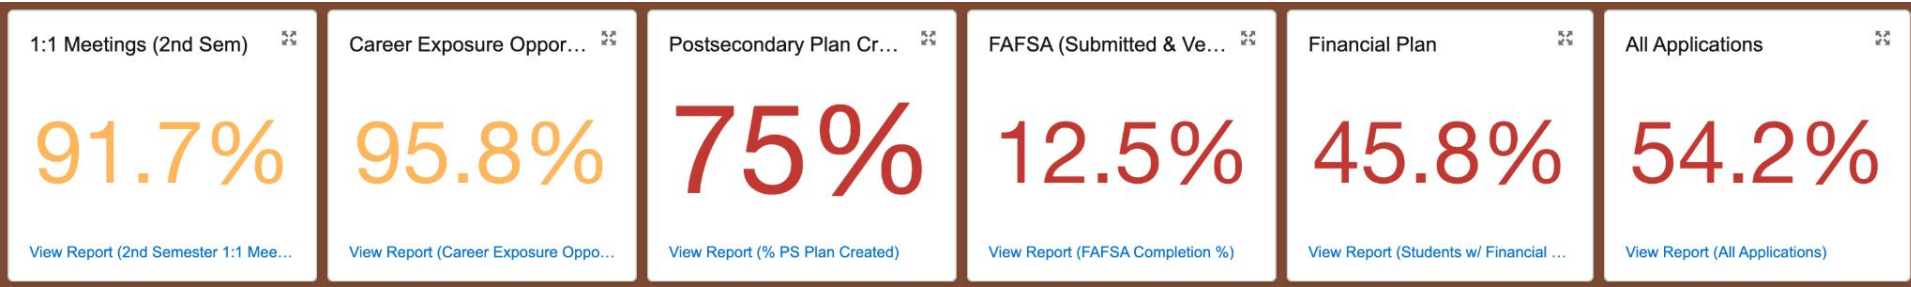 1:1 Meetings (2nd Sem)
91.7%
View Report (2nd Semester 1:1 Mee...
Career Exposure Oppor...
95.8%
View Report (Career Exposure Oppo...
Postsecondary Plan Cr...
75%
View Report (% PS Plan Created)
FAFSA (Submitted & Ve...
12.5%
View Report (FAFSA Completion %)
Financial Plan
45.8%
View Report (Students w/ Financial ...
All Applications
54.2%
View Report (All Applications)